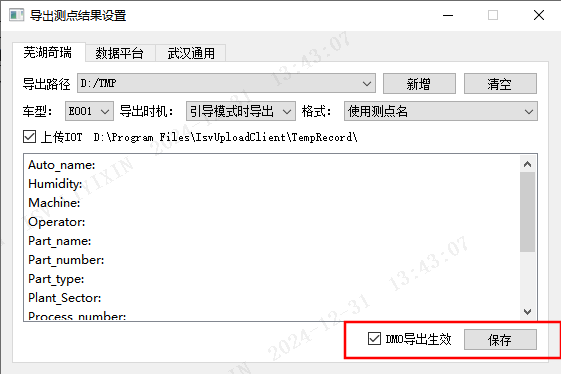 导出测点结果设置
芜湖奇瑞 数据平台 武汉通用
导出路径 D:/TMP 新增 清空
车型： E001 导出时机： 引导模式时导出 格式： 使用测点名
上传IOT D:\Program Files\IsvUploadClient\TempRecord\
Auto_name:
Humidity:
Machine:
Operator:
Part_name:
Part_number:
Part_type:
Plant_Sector:
Process_number:
DMO导出生效 保存
YIXIN 2024-12-31 13:43:07
2024-12-31 13:43:07